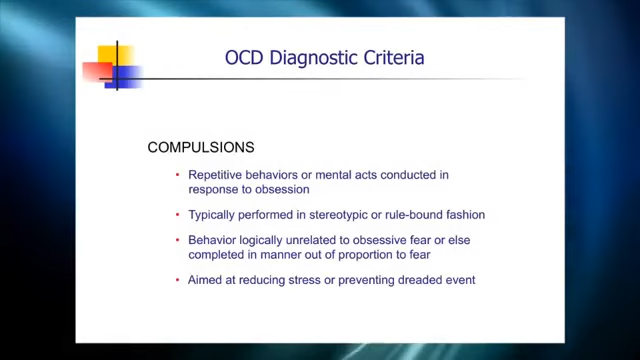 OCD Diagnostic Criteria
COMPULSIONS
• Repetitive behaviors or mental acts conducted in
response to obsession
• Typically performed in stereotypic or rule-bound fashion
• Behavior logically unrelated to obsessive fear or else
completed in manner out of proportion to fear
• Aimed at reducing stress or preventing dreaded event